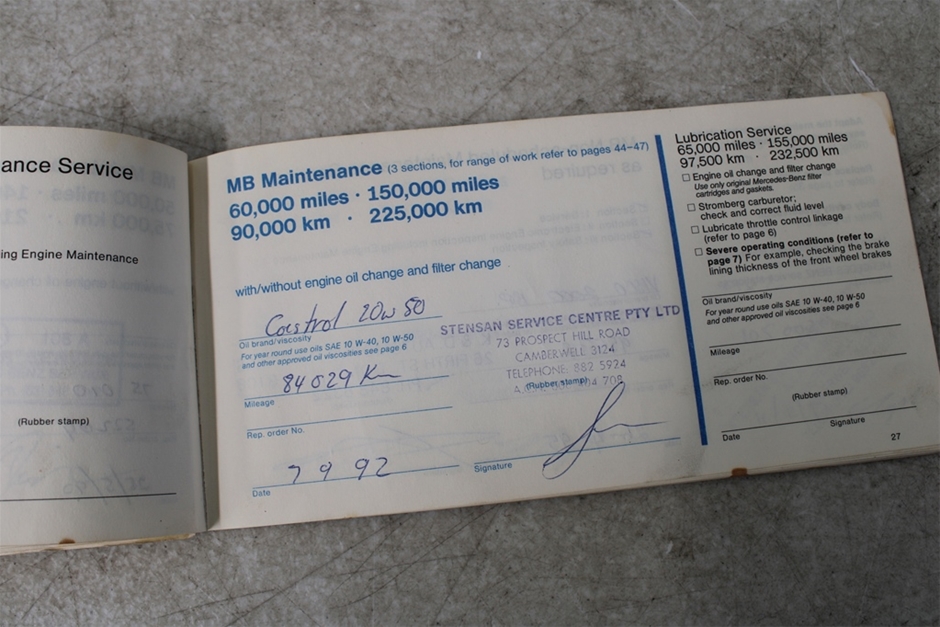 ance Service
ing Engine Maintenance
(Rubber stamp)
MB Maintenance (3 sections, for range of work refer to pages 44–47)
60,000 miles · 150,000 miles
90,000 km · 225,000 km
with/without engine oil change and filter change
Castrol 20W50
Oil brand/viscosity
For year round use oils SAE 10 W-40, 10 W-50
and other approved oil viscosities see page 6
84029 Km
Mileage
Rep. order No.
7 9 92
Date
STENSAN SERVICE CENTRE PTY LTD
73 PROSPECT HILL ROAD
CAMBERWELL 3124
TELEPHONE: 882 5924
(Rubber stamp)
Signature
Lubrication Service
65,000 miles · 155,000 miles
97,500 km · 232,500 km
Engine oil change and filter change
Use only original Mercedes-Benz filter
cartridges and gaskets.
Stromberg carburetor;
check and correct fluid level
Lubricate throttle control linkage
(refer to page 6)
Severe operating conditions (refer to
page 7) For example, checking the brake
lining thickness of the front wheel brakes
Oil brand/viscosity
For year round use oils SAE 10 W-40, 10 W-50
and other approved oil viscosities see page 6
Mileage
Rep. order No.
(Rubber stamp)
Date
Signature
27